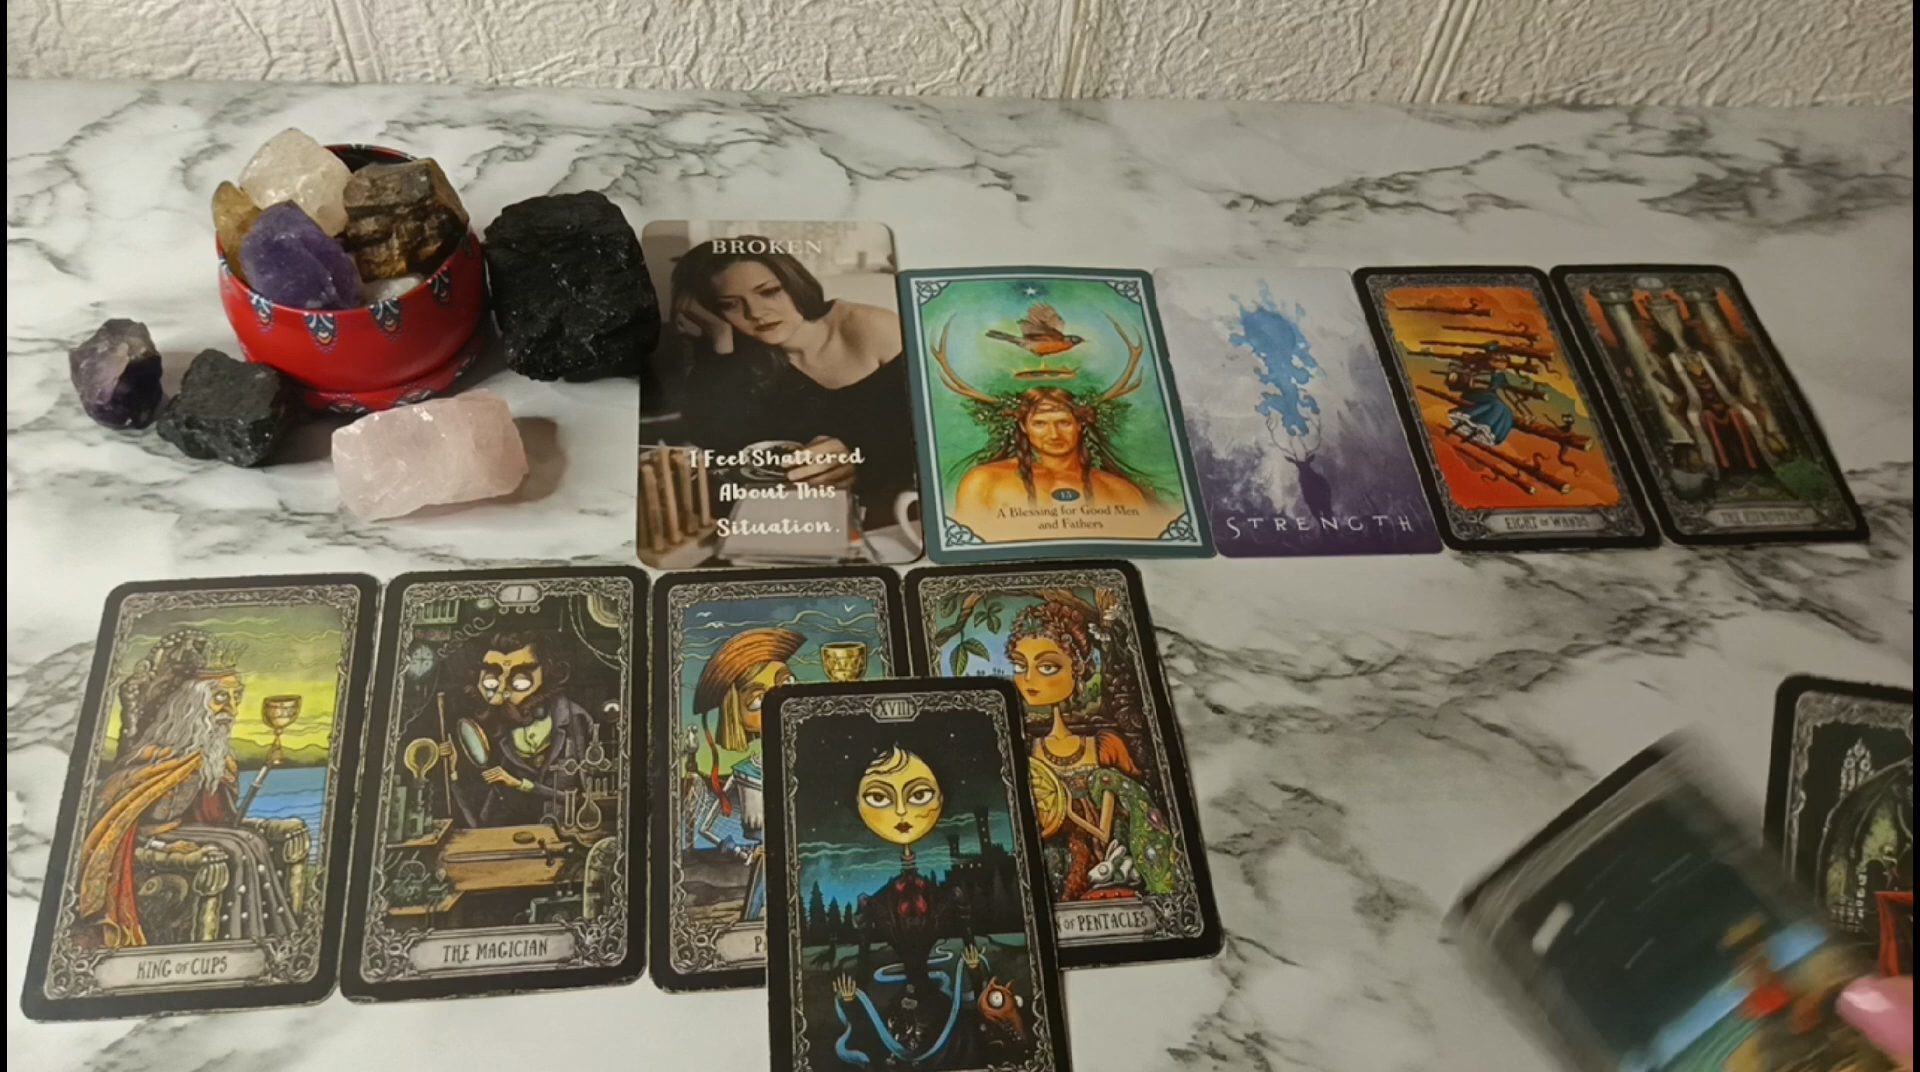 BROKEN
I Feel Shattered
About This
Situation.
13
A Blessing for Good Men
and Fathers
STRENGTH
EIGHT OF WANDS
KING OF CUPS
I
THE MAGICIAN
XVIII
OF PENTACLES